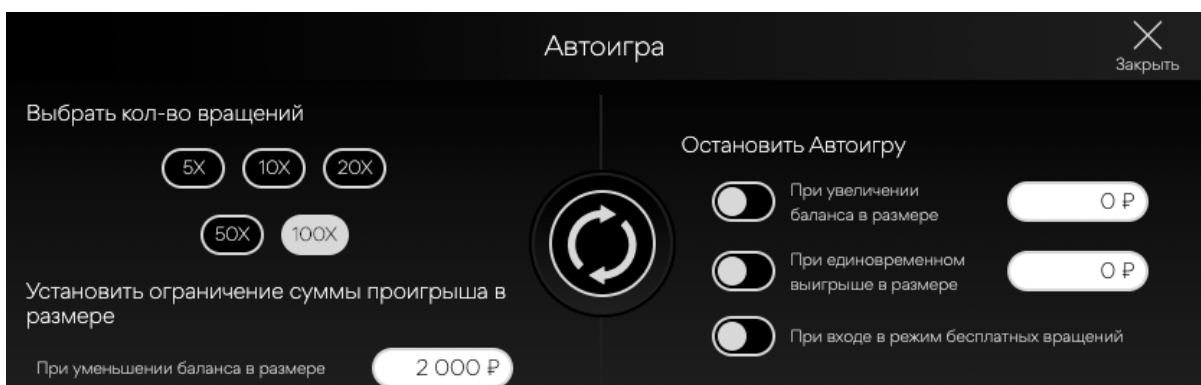 Автоигра
Закрыть
Выбрать кол-во вращений
5X 10X 20X
50X 100X
Установить ограничение суммы проигрыша в
размере
При уменьшении баланса в размере 2 000 ₽
Остановить Автоигру
При увеличении
баланса в размере
0 ₽
При единовременном
выигрыше в размере
0 ₽
При входе в режим бесплатных вращений